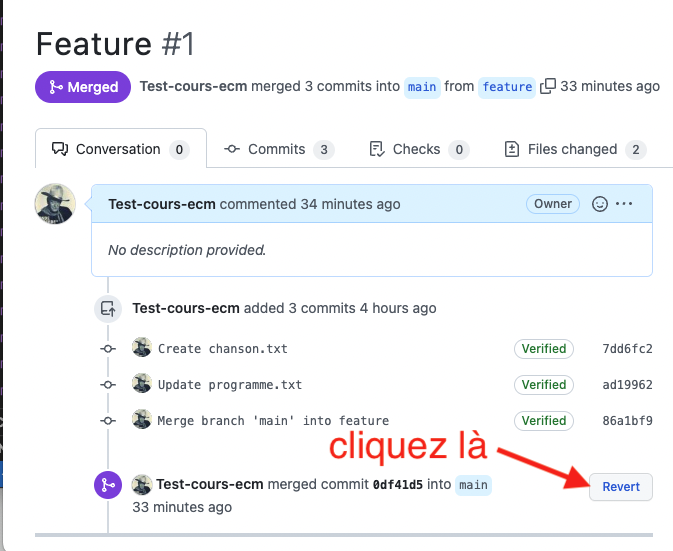 Feature #1
Merged Test-cours-ecm merged 3 commits into main from feature 33 minutes ago
Conversation 0 Commits 3 Checks 0 Files changed 2
Test-cours-ecm commented 34 minutes ago Owner
No description provided.
Test-cours-ecm added 3 commits 4 hours ago
Create chanson.txt Verified 7dd6fc2
Update programme.txt Verified ad19962
Merge branch 'main' into feature Verified 86a1bf9
cliquez là
Test-cours-ecm merged commit 0df41d5 into main Revert
33 minutes ago